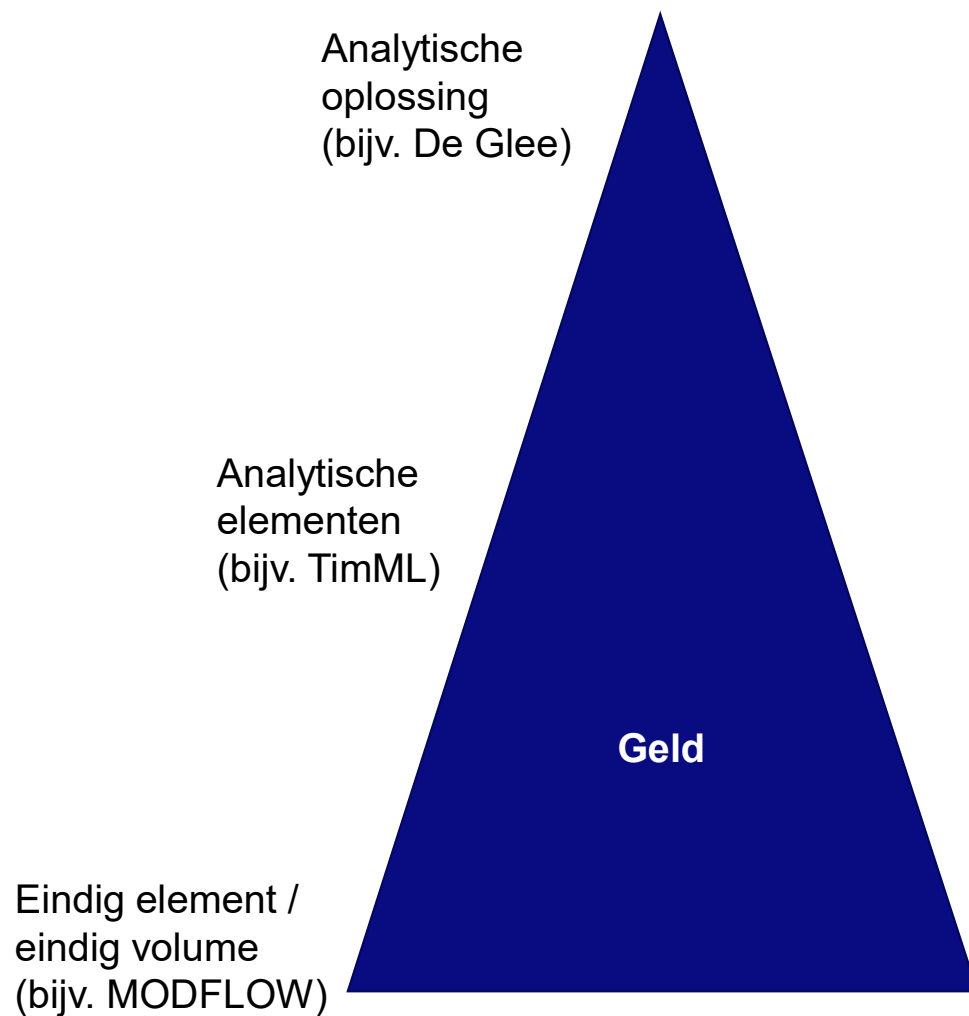 Analytische
oplossing
(bijv. De Glee)
Analytische
elementen
(bijv. TimML)
Geld
Eindig element /
eindig volume
(bijv. MODFLOW)